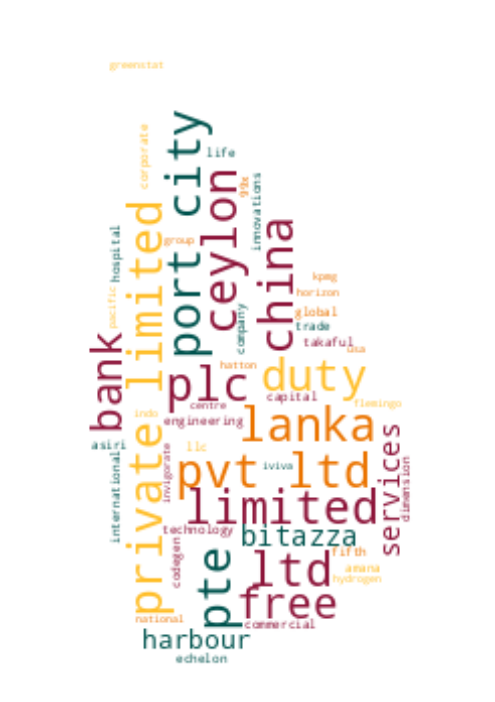 greenstat
corporate
port city
life
ceylon
99x
innovations
private limited
hospital
group
china
pacific
kpmg
horizon
global
trade
company
takaful
usa
bank
hatton
plc
duty
capital
centre
flemingo
indo
engineering
lanka
services
asiri
llc
international
invigorate
pvt ltd
iviva
dimension
limited
technology
bitazza
codegen
pte
fifth
ltd
amana
hydrogen
free
national
commercial
harbour
echelon